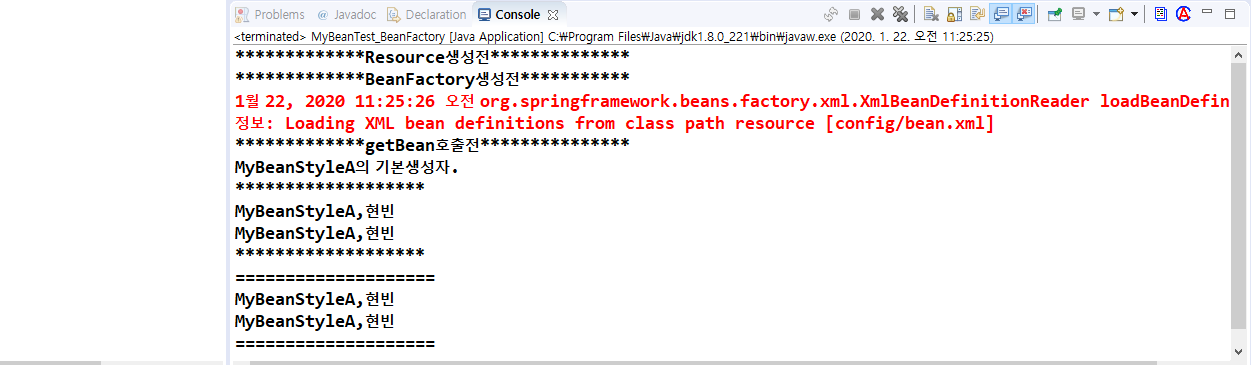 Problems @ Javadoc Declaration Console
<terminated> MyBeanTest_BeanFactory [Java Application] C:₩Program Files₩Java₩jdk1.8.0_221₩bin₩javaw.exe (2020. 1. 22. 오전 11:25:25)
*************Resource생성전**************
*************BeanFactory생성전***********
1월 22, 2020 11:25:26 오전 org.springframework.beans.factory.xml.XmlBeanDefinitionReader loadBeanDefin
정보: Loading XML bean definitions from class path resource [config/bean.xml]
*************getBean호출전***************
MyBeanStyleA의 기본생성자.
*******************
MyBeanStyleA,현빈
MyBeanStyleA,현빈
*******************
====================
MyBeanStyleA,현빈
MyBeanStyleA,현빈
====================